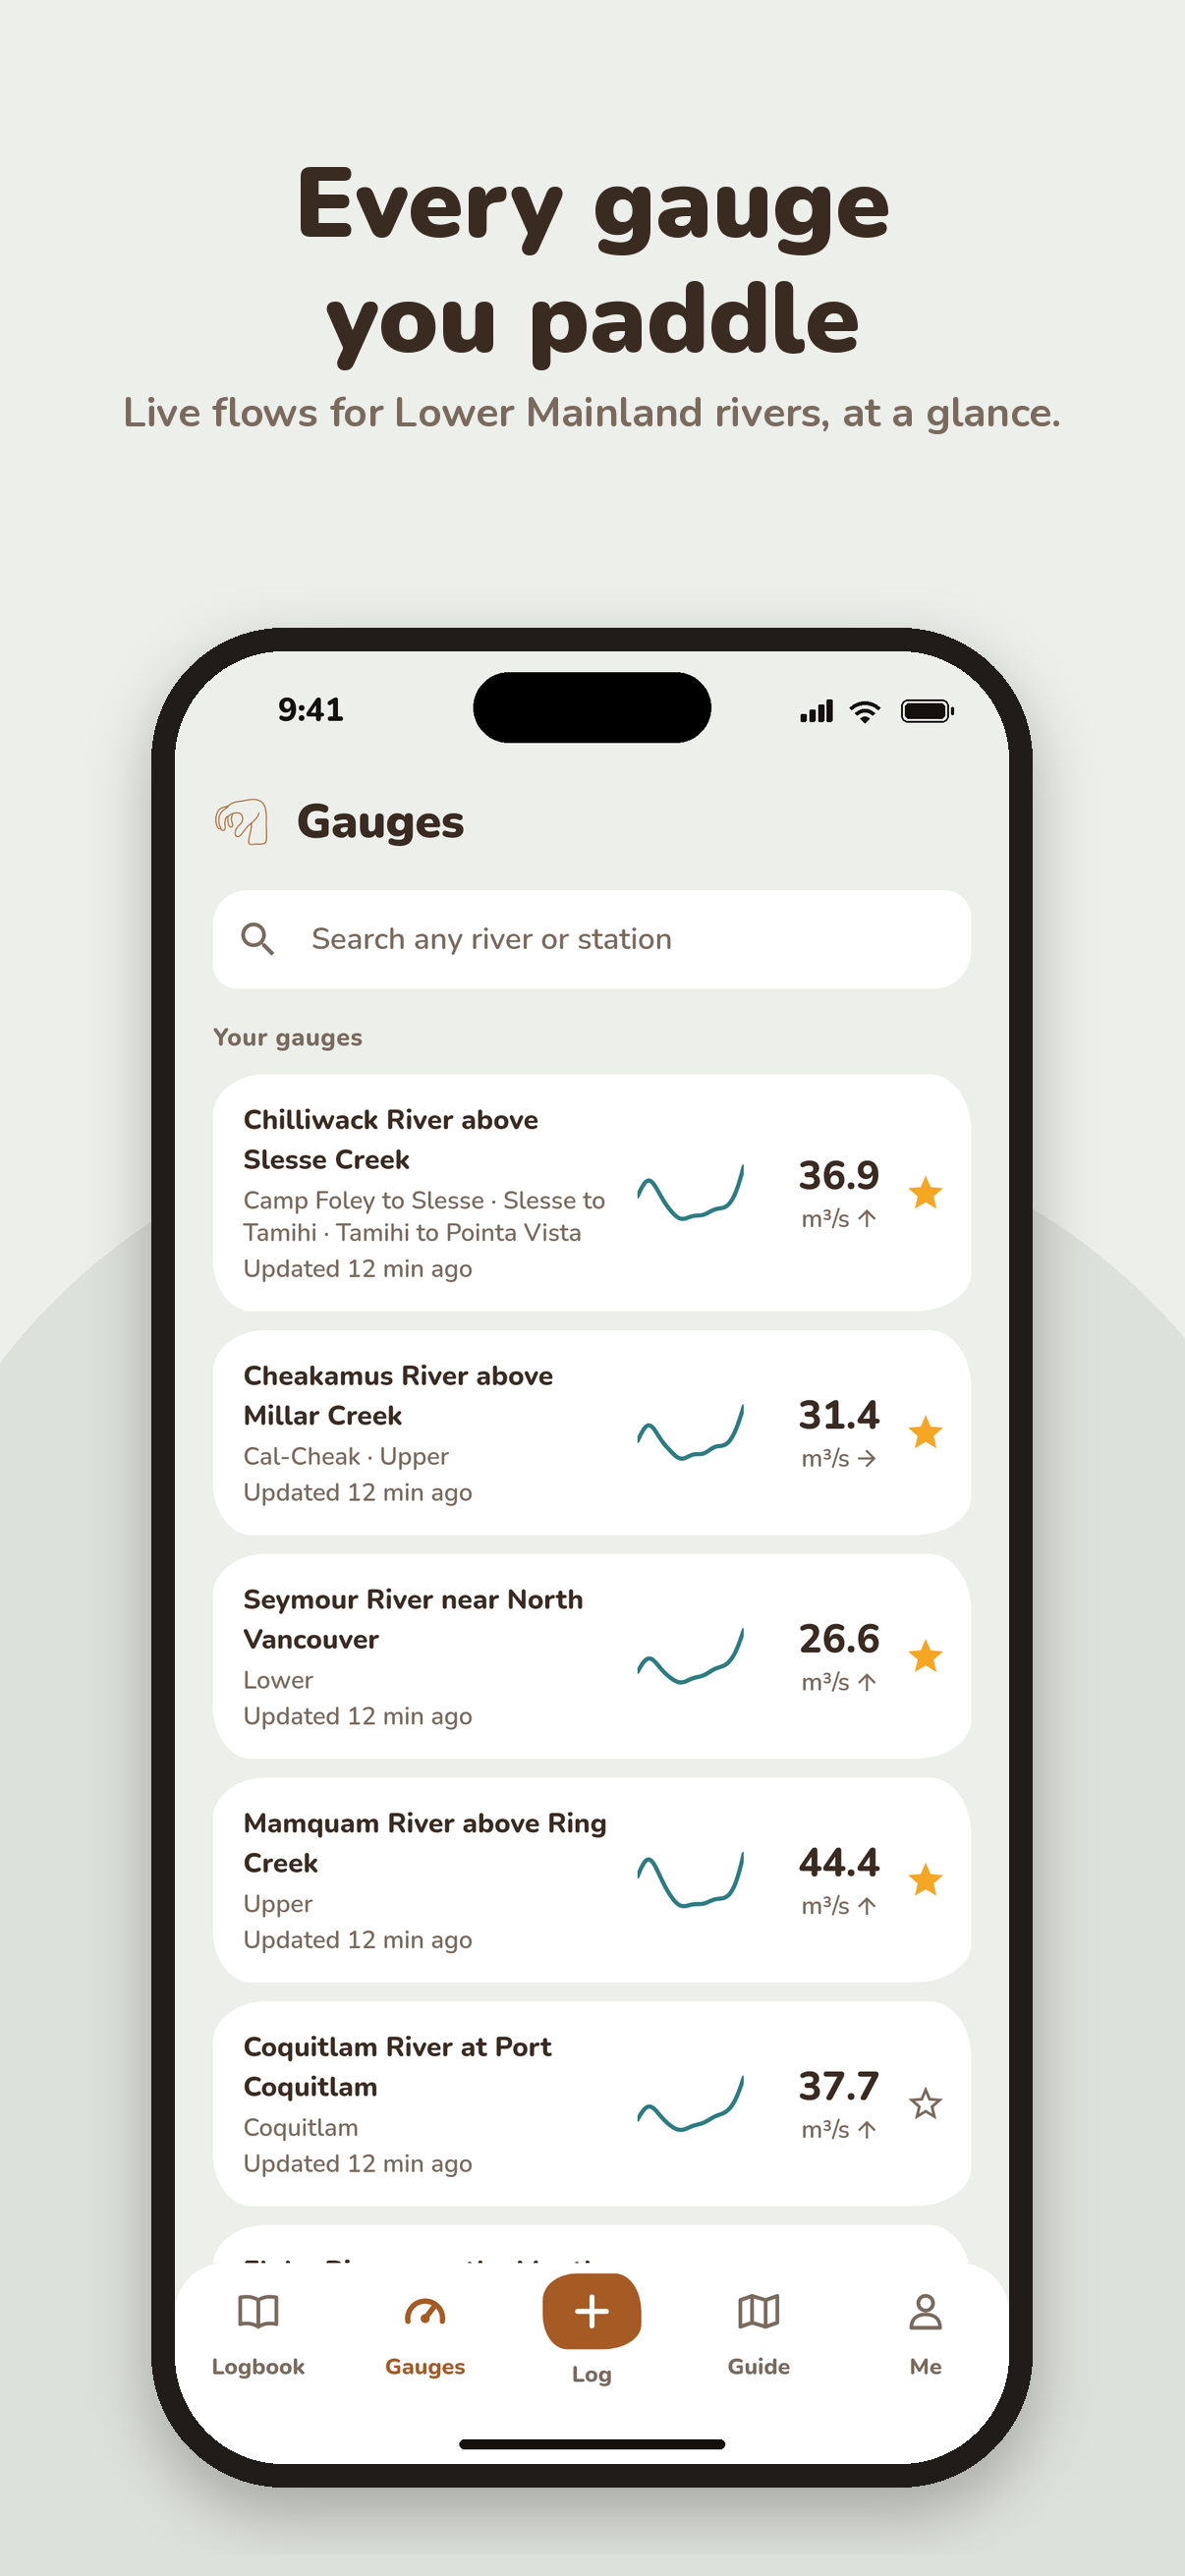 Every gauge
you paddle
Live flows for Lower Mainland rivers, at a glance.
9:41
Gauges
Search any river or station
Your gauges
Chilliwack River above
Slesse Creek
Camp Foley to Slesse · Slesse to
Tamihi · Tamihi to Pointa Vista
Updated 12 min ago
36.9
m³/s ↑
Cheakamus River above
Millar Creek
Cal-Cheak · Upper
Updated 12 min ago
31.4
m³/s →
Seymour River near North
Vancouver
Lower
Updated 12 min ago
26.6
m³/s ↑
Mamquam River above Ring
Creek
Upper
Updated 12 min ago
44.4
m³/s ↑
Coquitlam River at Port
Coquitlam
Coquitlam
Updated 12 min ago
37.7
m³/s ↑
Logbook
Gauges
Log
Guide
Me